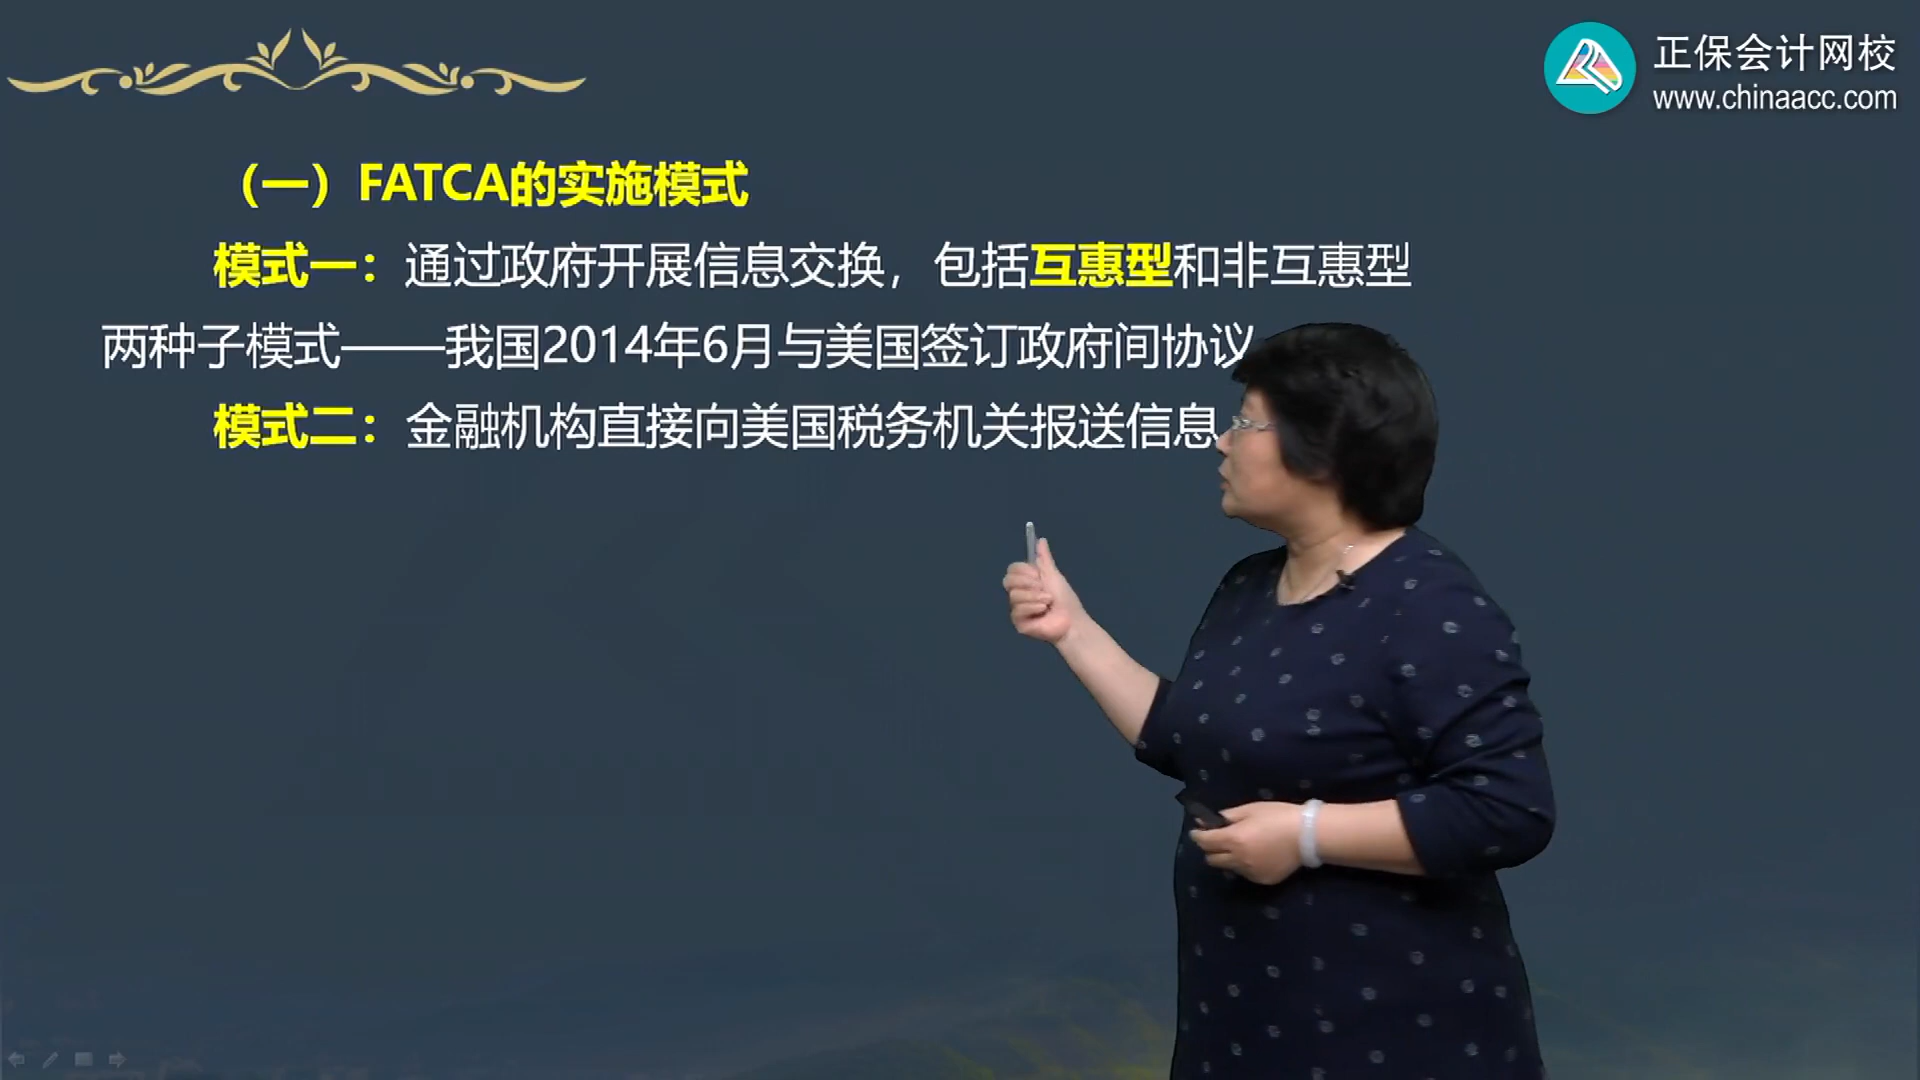 正保会计网校
www.chinaacc.com
（一）FATCA的实施模式
模式一：通过政府开展信息交换，包括互惠型和非互惠型
两种子模式——我国2014年6月与美国签订政府间协议
模式二：金融机构直接向美国税务机关报送信息